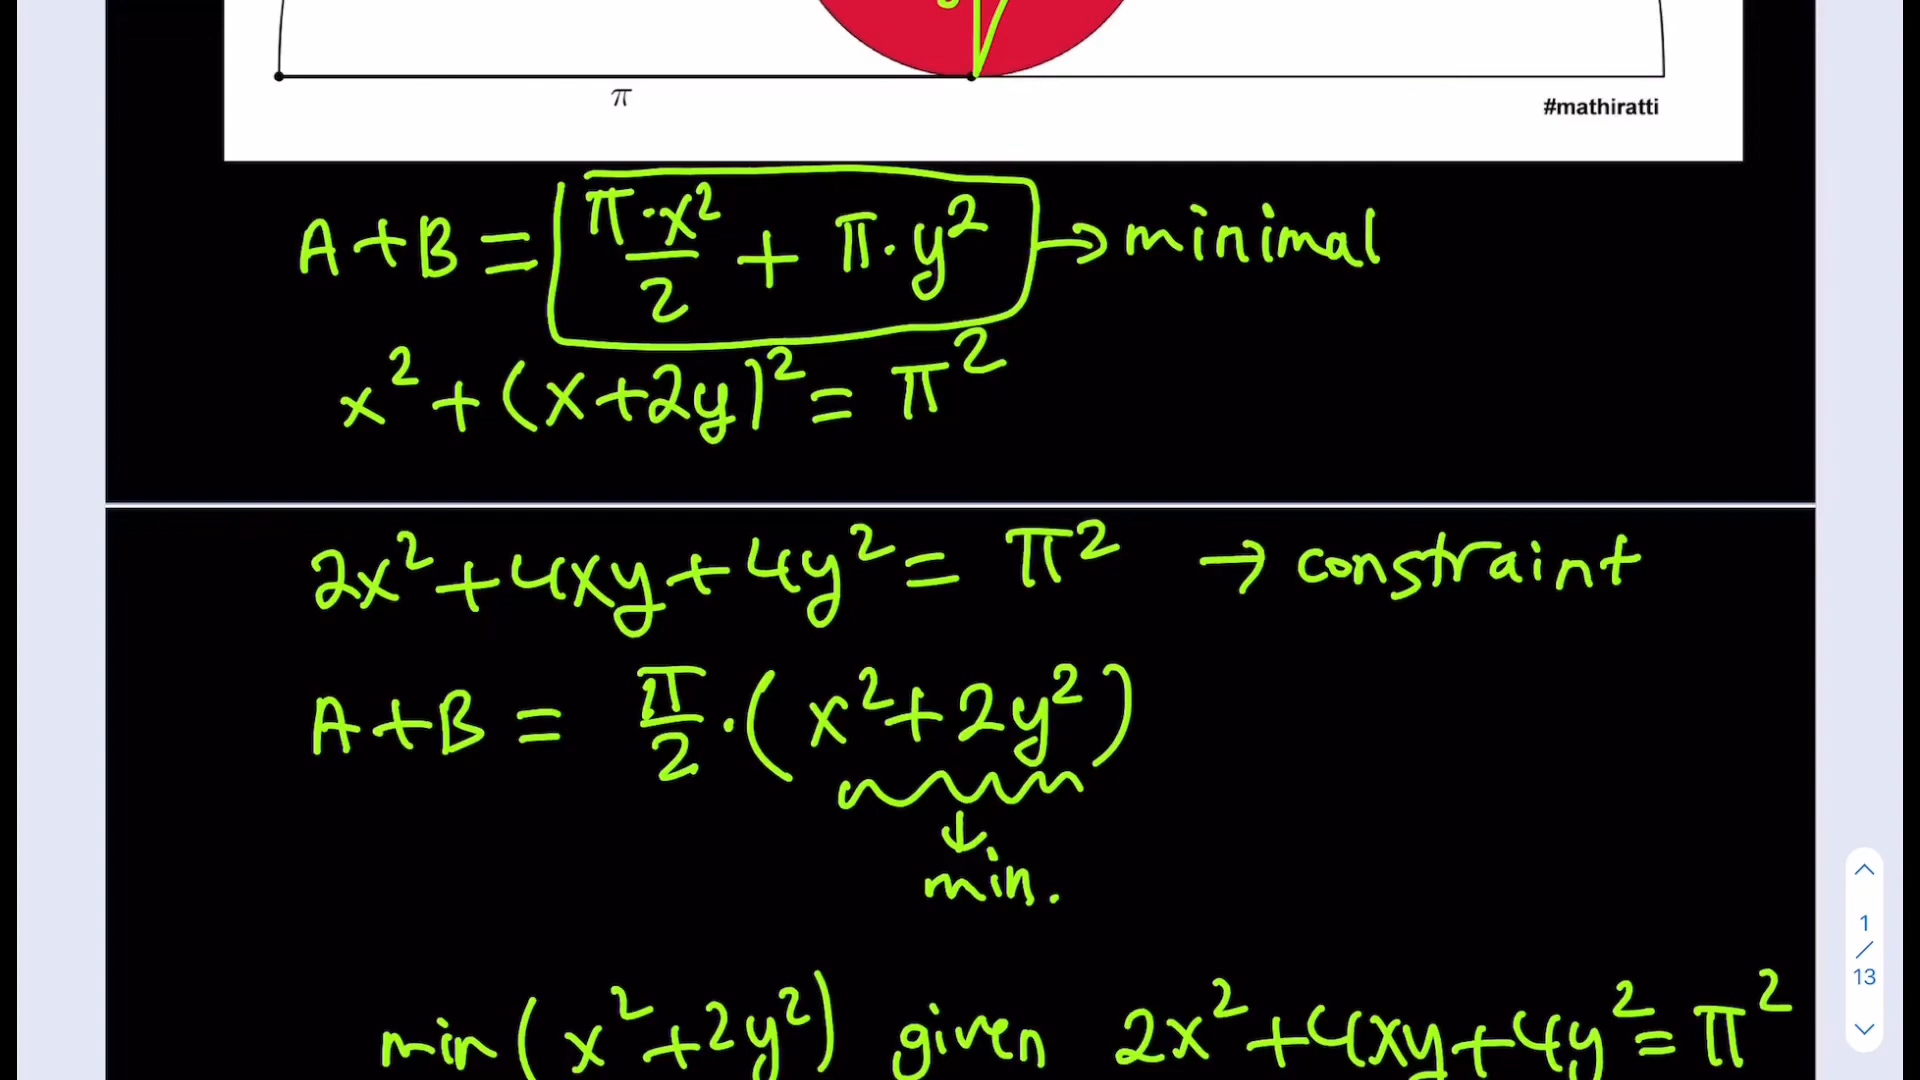 π
#mathiratti
A+B = π·x²/2 + π·y² → minimal
x² + (x+2y)² = π²
2x²+4xy+4y² = π² → constraint
A+B = π/2 · (x²+2y²)
↓
min.
min (x²+2y²) given 2x²+4xy+4y² = π²
1
/
13